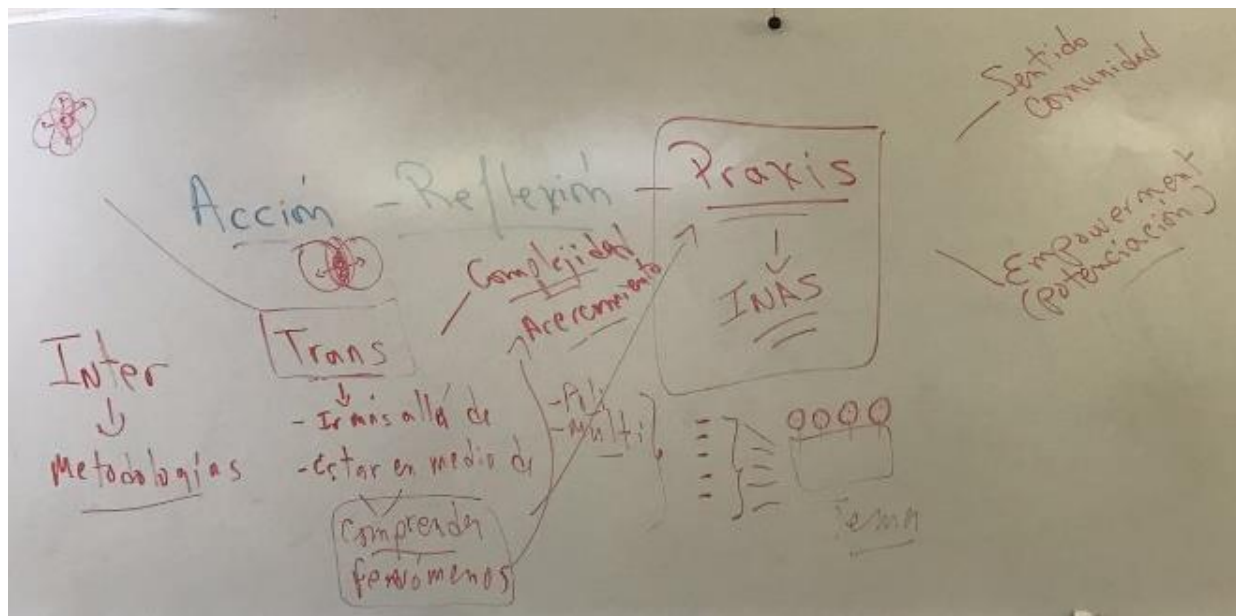 Sentido
Comunidad
Acción - Reflexión - Praxis
INAS
Empowerment
(potenciación)
Complejidad
Acercamiento
Trans
- Ir más allá de
- Estar en medio de
Comprender
fenómenos
Inter
Metodologías
- Multi
Tema